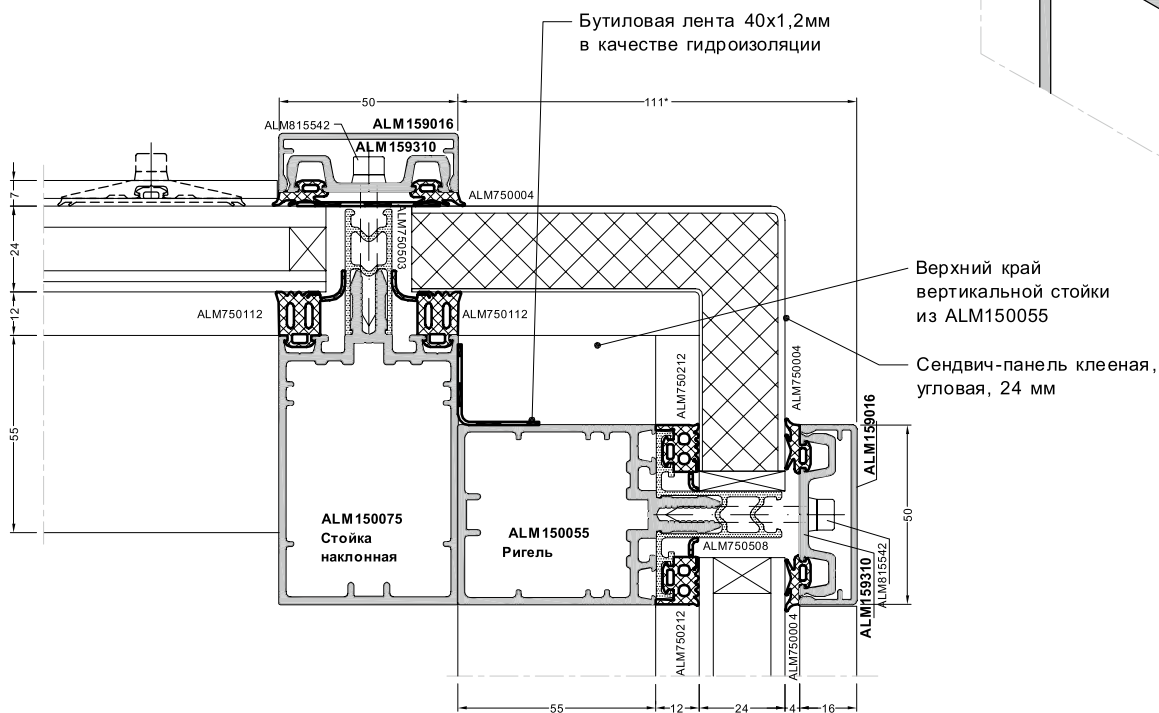 Бутиловая лента 40х1,2мм
в качестве гидроизоляции
50
111*
ALM815542
ALM159016
ALM159310
ALM750004
7
24
12
55
ALM750503
ALM750112
ALM750112
Верхний край
вертикальной стойки
из ALM150055
Сендвич-панель клееная,
угловая, 24 мм
ALM750212
ALM750004
ALM159016
ALM150075
Стойка
наклонная
ALM150055
Ригель
ALM750508
50
ALM815542
ALM159310
ALM750212
ALM750004
55
12
24
4
16